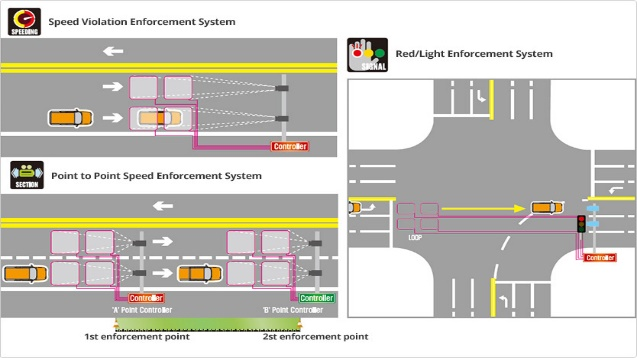 SPEEDING
Speed Violation Enforcement System
Controller
SECTION
Point to Point Speed Enforcement System
Controller
Controller
'A' Point Controller
'B' Point Controller
1st enforcement point
2st enforcement point
SIGNAL
Red/Light Enforcement System
LOOP
Controller